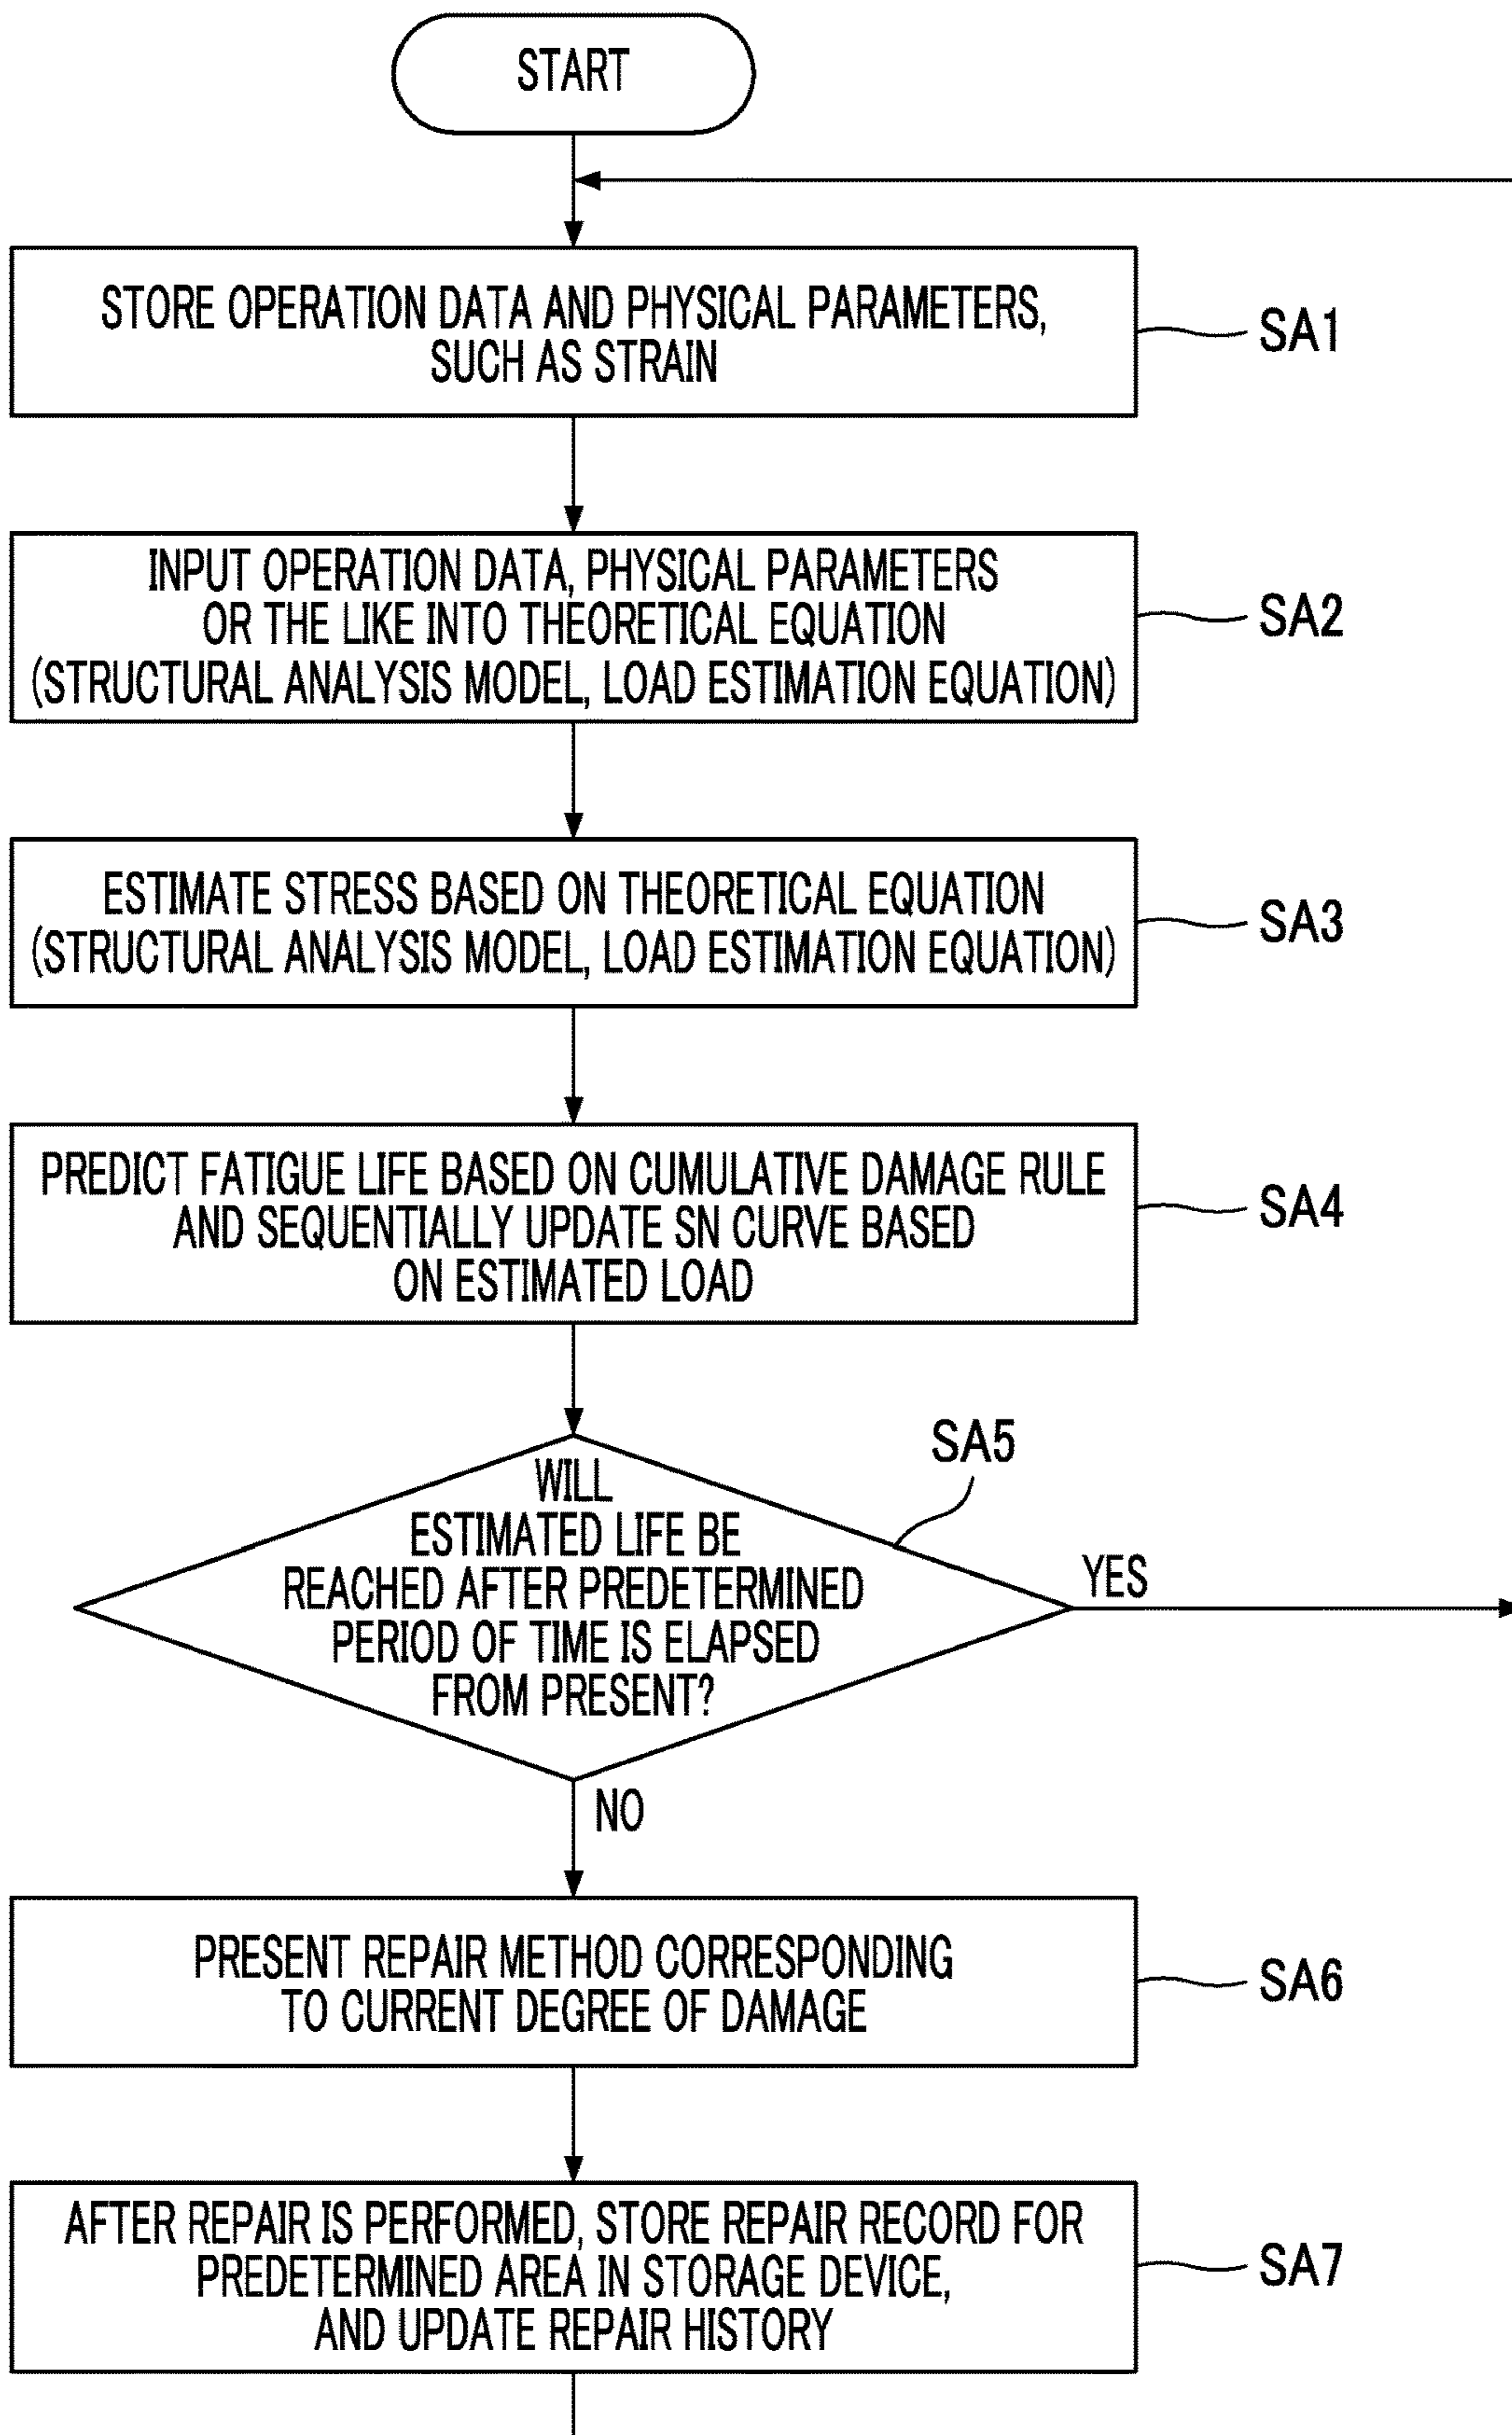 START
STORE OPERATION DATA AND PHYSICAL PARAMETERS,
SUCH AS STRAIN
SA1
INPUT OPERATION DATA, PHYSICAL PARAMETERS
OR THE LIKE INTO THEORETICAL EQUATION
(STRUCTURAL ANALYSIS MODEL, LOAD ESTIMATION EQUATION)
SA2
ESTIMATE STRESS BASED ON THEORETICAL EQUATION
(STRUCTURAL ANALYSIS MODEL, LOAD ESTIMATION EQUATION)
SA3
PREDICT FATIGUE LIFE BASED ON CUMULATIVE DAMAGE RULE
AND SEQUENTIALLY UPDATE SN CURVE BASED
ON ESTIMATED LOAD
SA4
SA5
WILL
ESTIMATED LIFE BE
REACHED AFTER PREDETERMINED
PERIOD OF TIME IS ELAPSED
FROM PRESENT?
YES
NO
PRESENT REPAIR METHOD CORRESPONDING
TO CURRENT DEGREE OF DAMAGE
SA6
AFTER REPAIR IS PERFORMED, STORE REPAIR RECORD FOR
PREDETERMINED AREA IN STORAGE DEVICE,
AND UPDATE REPAIR HISTORY
SA7